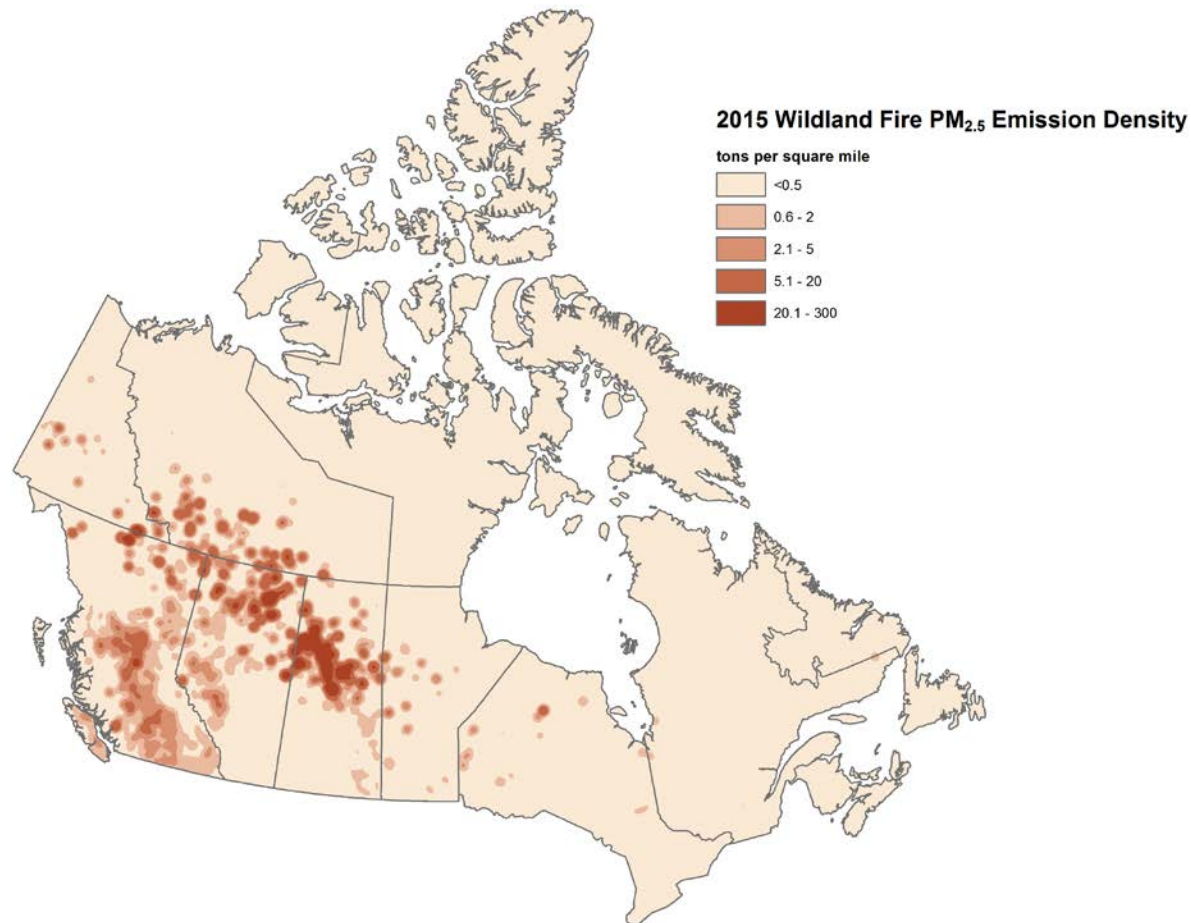 2015 Wildland Fire PM2.5 Emission Density
tons per square mile
<0.5
0.6 - 2
2.1 - 5
5.1 - 20
20.1 - 300